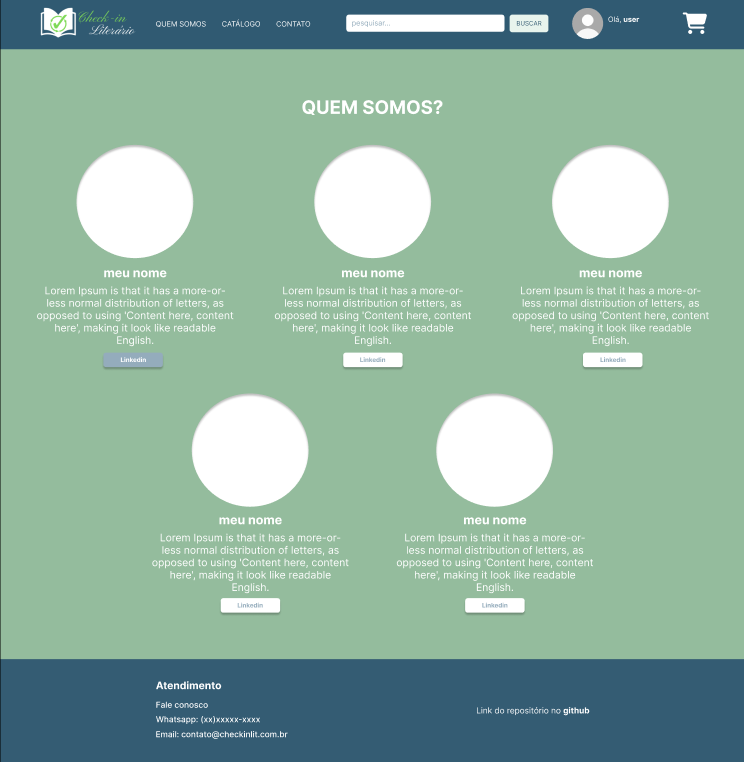 Check-in
Literário
QUEM SOMOS
CATÁLOGO
CONTATO
pesquisar...
BUSCAR
Olá, user
QUEM SOMOS?
meu nome
Lorem Ipsum is that it has a more-or-
less normal distribution of letters, as
opposed to using 'Content here, content
here', making it look like readable
English.
Linkedin
meu nome
Lorem Ipsum is that it has a more-or-
less normal distribution of letters, as
opposed to using 'Content here, content
here', making it look like readable
English.
Linkedin
meu nome
Lorem Ipsum is that it has a more-or-
less normal distribution of letters, as
opposed to using 'Content here, content
here', making it look like readable
English.
Linkedin
meu nome
Lorem Ipsum is that it has a more-or-
less normal distribution of letters, as
opposed to using 'Content here, content
here', making it look like readable
English.
Linkedin
meu nome
Lorem Ipsum is that it has a more-or-
less normal distribution of letters, as
opposed to using 'Content here, content
here', making it look like readable
English.
Linkedin
Atendimento
Fale conosco
Whatsapp: (xx)xxxxx-xxxx
Email: contato@checkinlit.com.br
Link do repositório no github